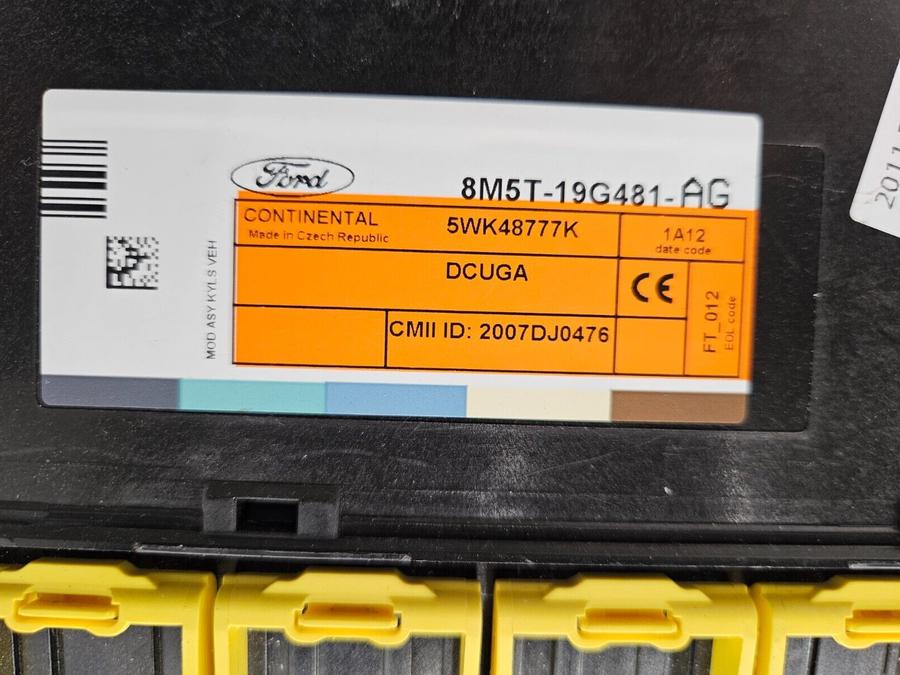 Ford
8M5T-19G481-AG
CONTINENTAL
Made in Czech Republic
5WK48777K
1A12
date code
DCUGA
CE
CMII ID: 2007DJ0476
FT_012
EOL code
MOD ASY KYLS VEH
2011